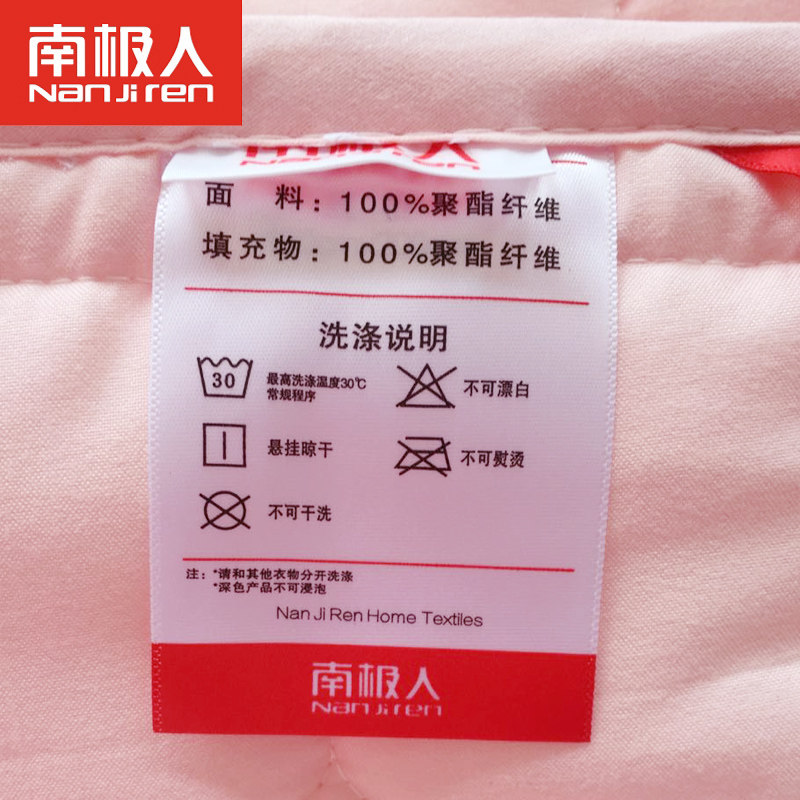 南极人
NanJiren
南极人
NanJiren
面 料：100%聚酯纤维
填充物：100%聚酯纤维
洗涤说明
30 最高洗涤温度30℃ 不可漂白
常规程序
悬挂晾干 不可熨烫
不可干洗
注：*请和其他衣物分开洗涤
*深色产品不可浸泡
Nan Ji Ren Home Textiles
南极人
NanJiren